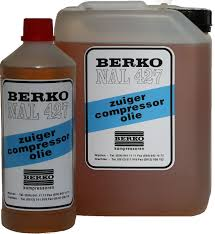 BERKO
NAL 427
zuiger
compressor
olie
BERKO
kompressoren
BERKO
NAL 427
zuiger
compressor
olie
BERKO
kompressoren